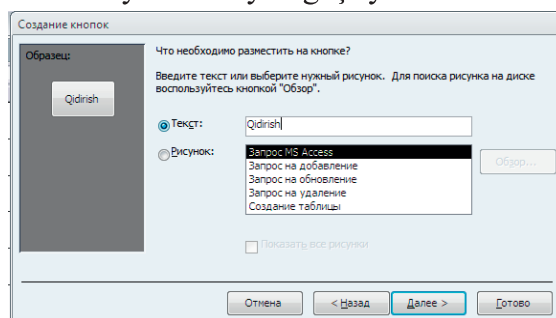 Создание кнопок
Образец:
Qidirish
Что необходимо разместить на кнопке?
Введите текст или выберите нужный рисунок. Для поиска рисунка на диске
воспользуйтесь кнопкой "Обзор".
Текст:
Qidirish
Рисунок:
Запрос MS Access
Запрос на добавление
Запрос на обновление
Запрос на удаление
Создание таблицы
Обзор...
Показать все рисунки
Отмена
< Назад
Далее >
Готово